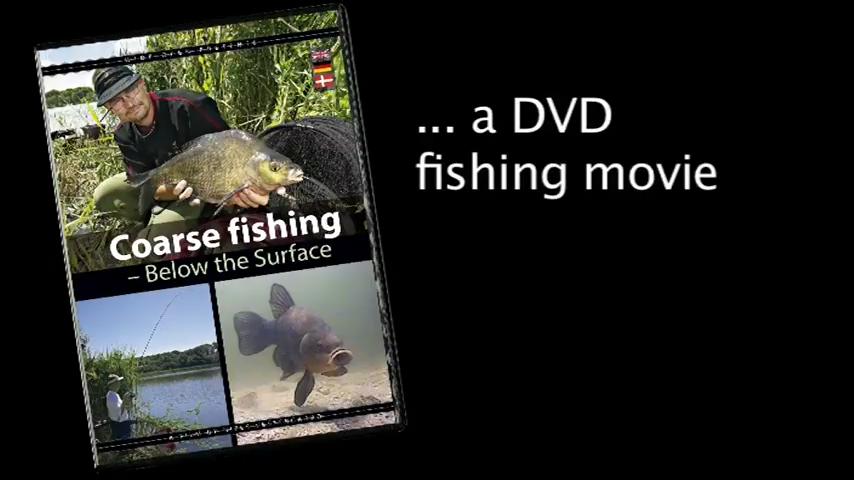 Coarse fishing
– Below the Surface
... a DVD
fishing movie